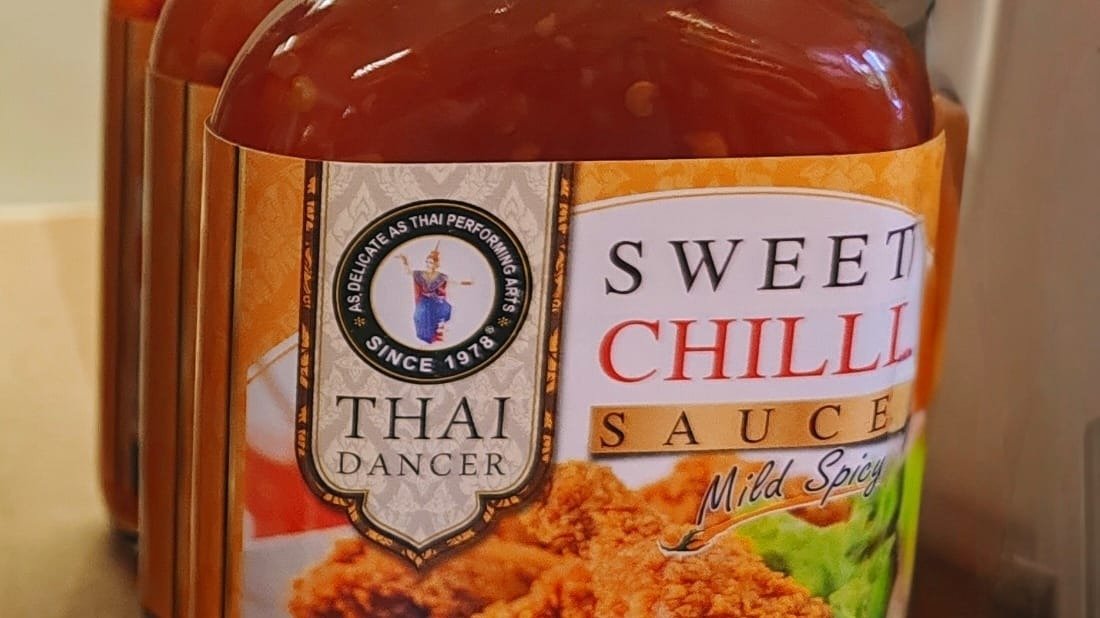 AS DELICATE AS THAI PERFORMING ARTS
SINCE 1978®
THAI
DANCER
SWEET
CHILLI
SAUCE
Mild Spicy